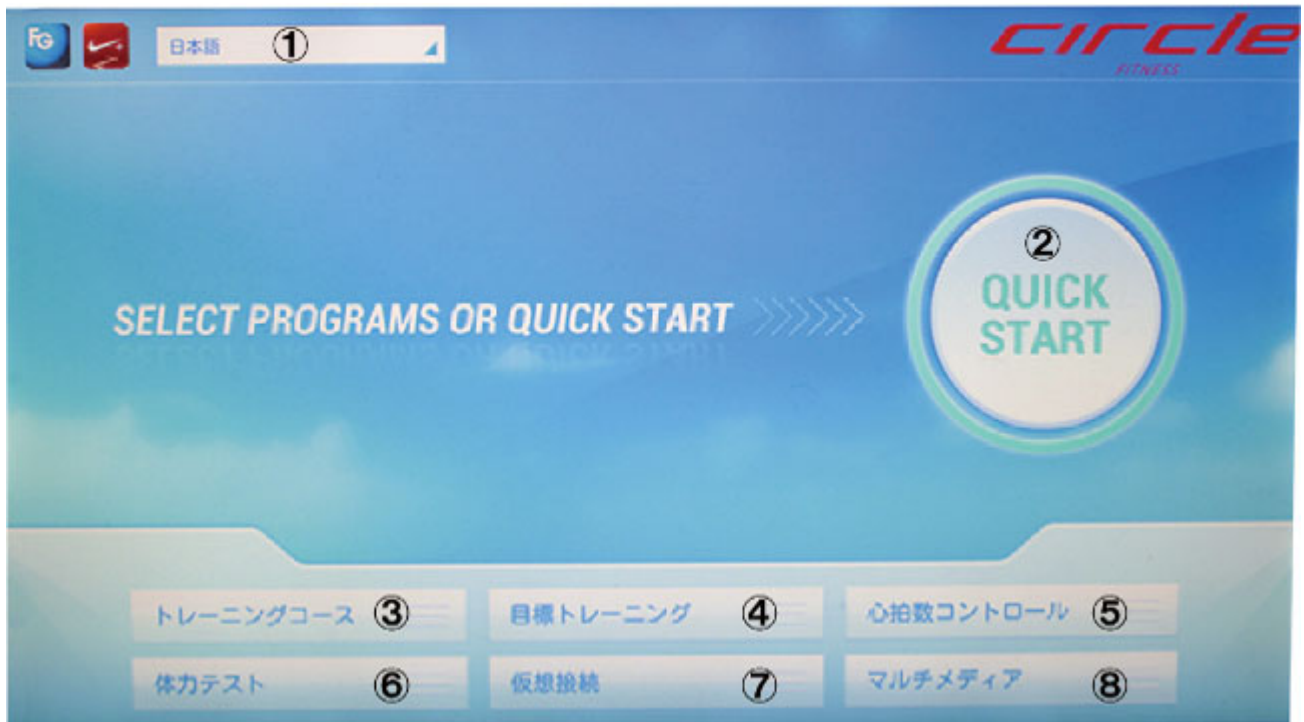 FG
日本語 ①
circle
FITNESS
②
QUICK
START
SELECT PROGRAMS OR QUICK START
トレーニングコース ③
目標トレーニング ④
心拍数コントロール ⑤
体力テスト ⑥
仮想接続 ⑦
マルチメディア ⑧